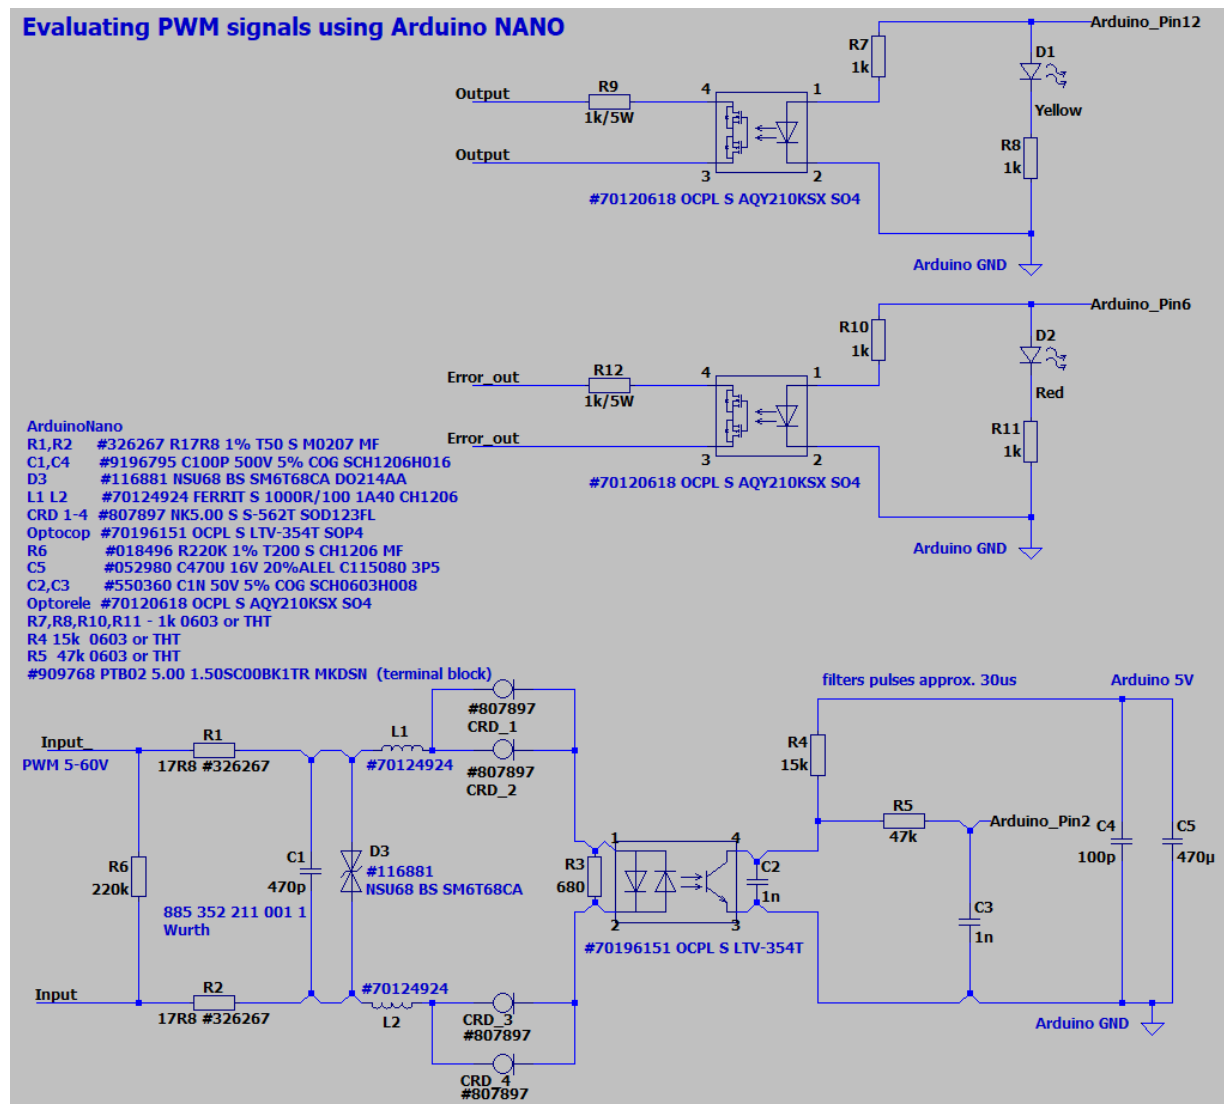 Evaluating PWM signals using Arduino NANO
Arduino_Pin12
R7
1k
D1
Yellow
R8
1k
Output
R9
1k/5W
4
1
Output
3
2
#70120618 OCPL S AQY210KSX SO4
Arduino GND
Arduino_Pin6
R10
1k
D2
Red
R11
1k
Error_out
R12
1k/5W
4
1
Error_out
3
2
#70120618 OCPL S AQY210KSX SO4
Arduino GND
ArduinoNano
R1,R2 #326267 R17R8 1% T50 S M0207 MF
C1,C4 #9196795 C100P 500V 5% COG SCH1206H016
D3 #116881 NSU68 BS SM6T68CA DO214AA
L1 L2 #70124924 FERRIT S 1000R/100 1A40 CH1206
CRD 1-4 #807897 NK5.00 S S-562T SOD123FL
Optocop #70196151 OCPL S LTV-354T SOP4
R6 #018496 R220K 1% T200 S CH1206 MF
C5 #052980 C470U 16V 20%ALEL C115080 3P5
C2,C3 #550360 C1N 50V 5% COG SCH0603H008
Optorele #70120618 OCPL S AQY210KSX SO4
R7,R8,R10,R11 - 1k 0603 or THT
R4 15k 0603 or THT
R5 47k 0603 or THT
#909768 PTB02 5.00 1.50SC00BK1TR MKDSN (terminal block)
filters pulses approx. 30us
Arduino 5V
#807897
CRD_1
Input_
PWM 5-60V
R1
17R8 #326267
L1
#70124924
#807897
CRD_2
R4
15k
R5
47k
Arduino_Pin2
C4
100p
C5
470µ
R6
220k
C1
470p
D3
#116881
NSU68 BS SM6T68CA
R3
680
1
4
2
3
C2
1n
C3
1n
885 352 211 001 1
Wurth
#70196151 OCPL S LTV-354T
Input
R2
17R8 #326267
#70124924
L2
CRD_3
#807897
CRD_4
#807897
Arduino GND